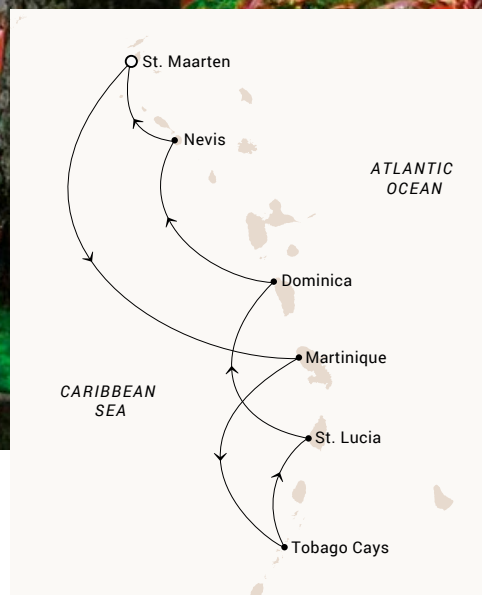 St. Maarten
Nevis
ATLANTIC
OCEAN
Dominica
Martinique
CARIBBEAN
SEA
St. Lucia
Tobago Cays